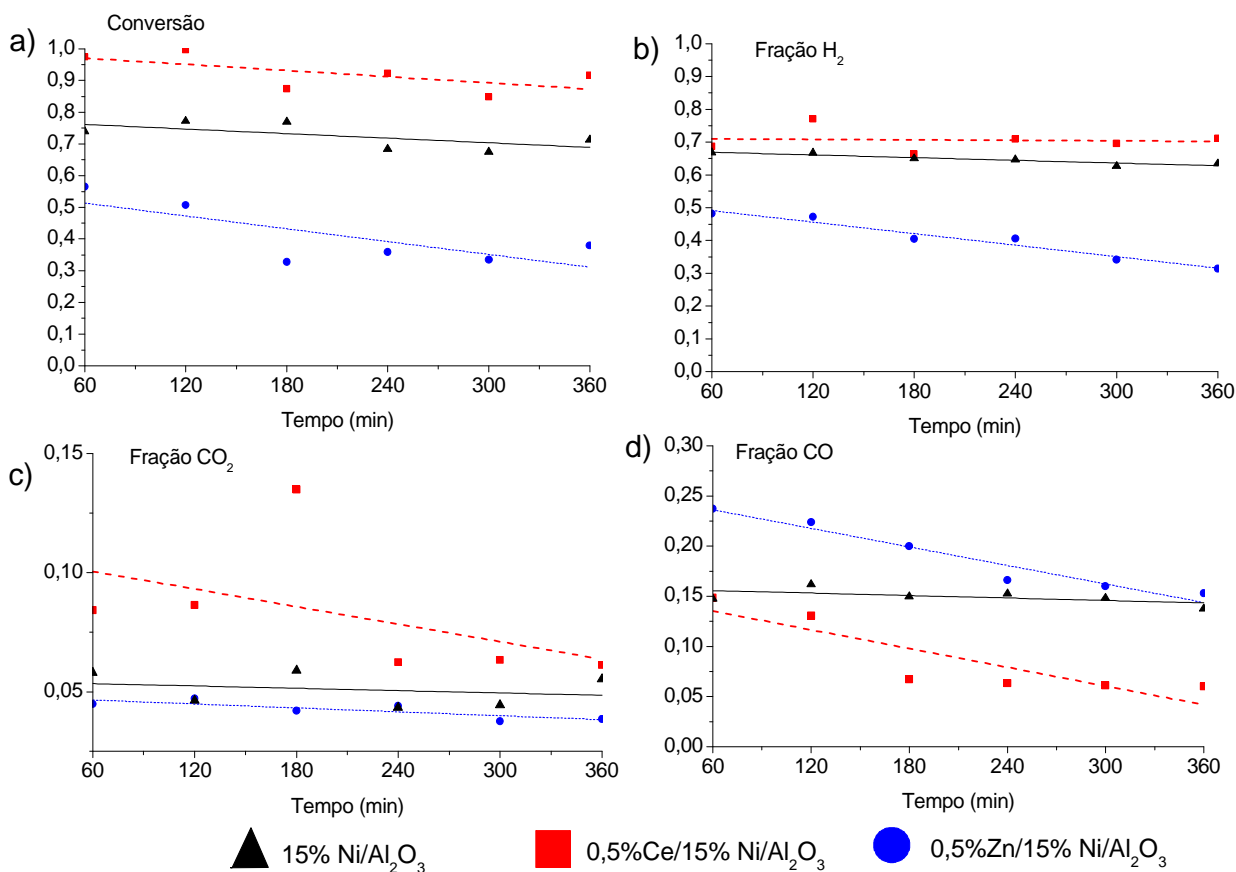 a)
Conversão
1,0
0,9
0,8
0,7
0,6
0,5
0,4
0,3
0,2
0,1
0,0
60 120 180 240 300 360
Tempo (min)
b)
Fração H₂
1,0
0,9
0,8
0,7
0,6
0,5
0,4
0,3
0,2
0,1
0,0
60 120 180 240 300 360
Tempo (min)
c)
Fração CO₂
0,15
0,10
0,05
60 120 180 240 300 360
Tempo (min)
d)
Fração CO
0,30
0,25
0,20
0,15
0,10
0,05
0,00
60 120 180 240 300 360
Tempo (min)
15% Ni/Al₂O₃
0,5%Ce/15% Ni/Al₂O₃
0,5%Zn/15% Ni/Al₂O₃